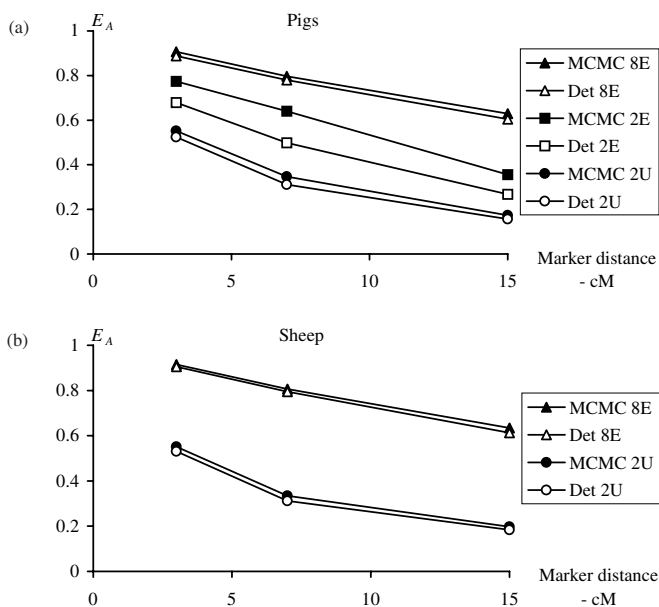 (a)
E_A
Pigs
1
0.8
0.6
0.4
0.2
0
0
5
10
15
Marker distance
- cM
MCMC 8E
Det 8E
MCMC 2E
Det 2E
MCMC 2U
Det 2U
(b)
E_A
Sheep
1
0.8
0.6
0.4
0.2
0
0
5
10
15
Marker distance
- cM
MCMC 8E
Det 8E
MCMC 2U
Det 2U